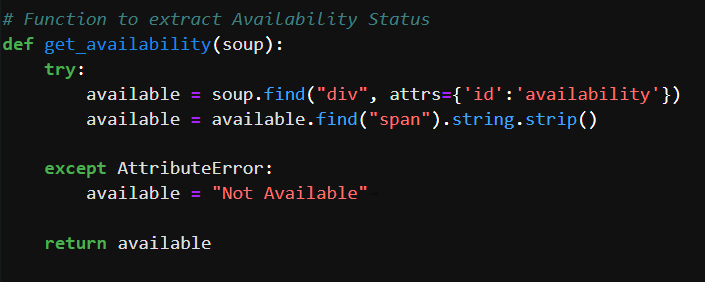 # Function to extract Availability Status
def get_availability(soup):
    try:
        available = soup.find("div", attrs={'id':'availability'})
        available = available.find("span").string.strip()
    except AttributeError:
        available = "Not Available"
    return available